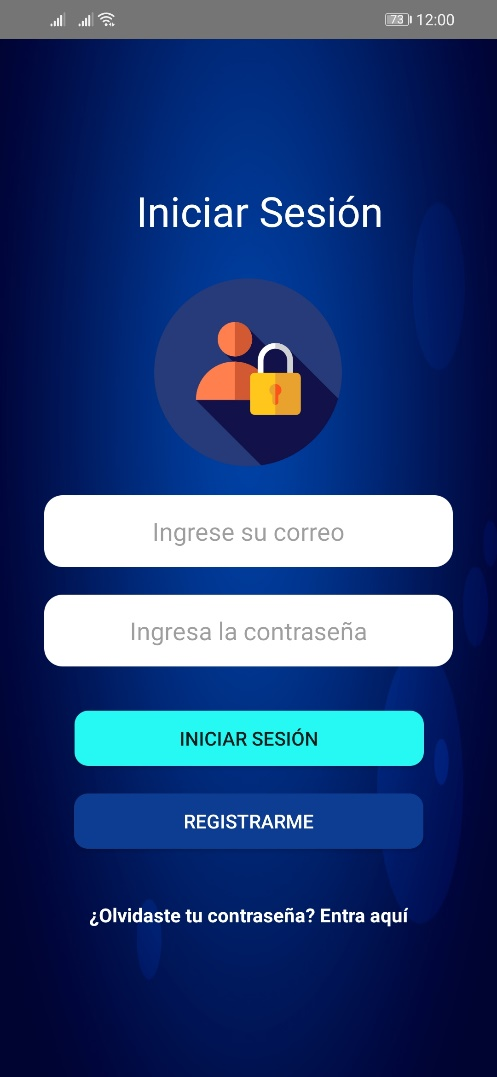 73 12:00
Iniciar Sesión
Ingrese su correo
Ingresa la contraseña
INICIAR SESIÓN
REGISTRARME
¿Olvidaste tu contraseña? Entra aquí